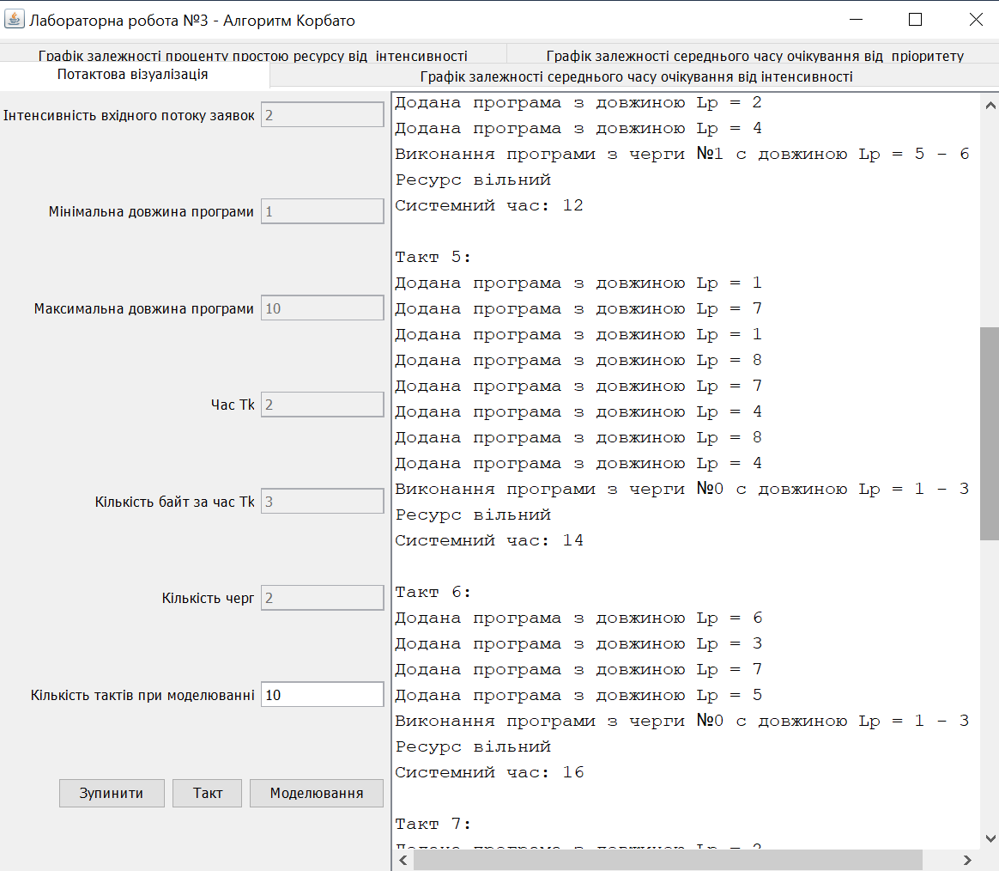 Лабораторна робота №3 - Алгоритм Корбато
Графік залежності проценту простою ресурсу від інтенсивності
Графік залежності середнього часу очікування від пріоритету
Потактова візуалізація
Графік залежності середнього часу очікування від інтенсивності
Інтенсивність вхідного потоку заявок 2
Мінімальна довжина програми 1
Максимальна довжина програми 10
Час Tk 2
Кількість байт за час Tk 3
Кількість черг 2
Кількість тактів при моделюванні 10
Зупинити
Такт
Моделювання
Додана програма з довжиною Lp = 2
Додана програма з довжиною Lp = 4
Виконання програми з черги №1 с довжиною Lp = 5 - 6
Ресурс вільний
Системний час: 12
Такт 5:
Додана програма з довжиною Lp = 1
Додана програма з довжиною Lp = 7
Додана програма з довжиною Lp = 1
Додана програма з довжиною Lp = 8
Додана програма з довжиною Lp = 7
Додана програма з довжиною Lp = 4
Додана програма з довжиною Lp = 8
Додана програма з довжиною Lp = 4
Виконання програми з черги №0 с довжиною Lp = 1 - 3
Ресурс вільний
Системний час: 14
Такт 6:
Додана програма з довжиною Lp = 6
Додана програма з довжиною Lp = 3
Додана програма з довжиною Lp = 7
Додана програма з довжиною Lp = 5
Виконання програми з черги №0 с довжиною Lp = 1 - 3
Ресурс вільний
Системний час: 16
Такт 7:
Додана програма з довжиною Lp =